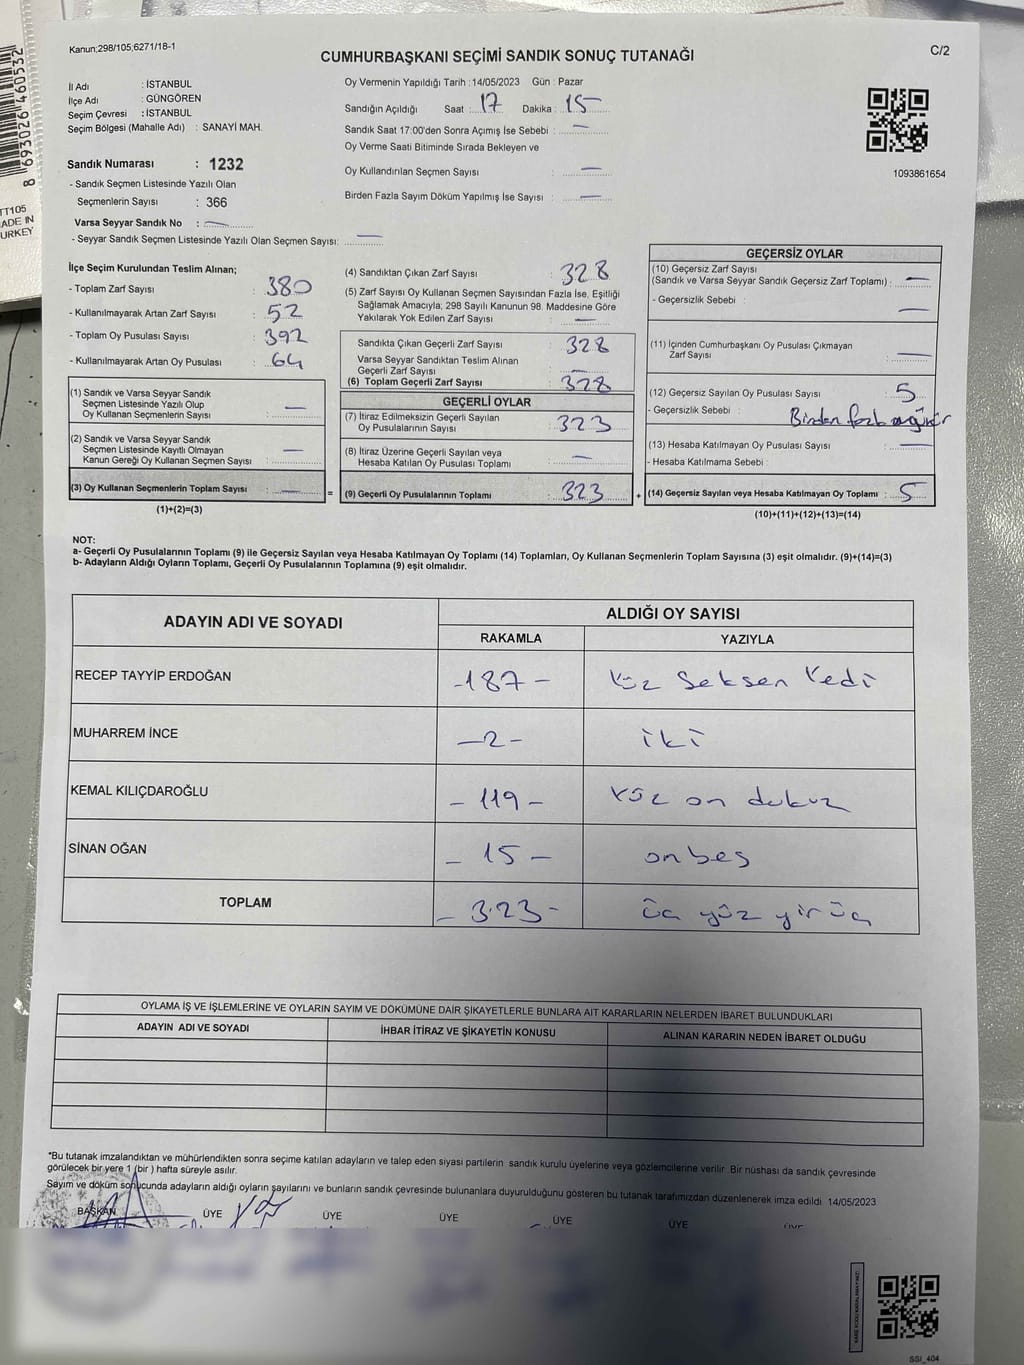 Kanun;298/105;6271/18-1
CUMHURBAŞKANI SEÇİMİ SANDIK SONUÇ TUTANAĞI
C/2
İl Adı : İSTANBUL
İlçe Adı : GÜNGÖREN
Seçim Çevresi : İSTANBUL
Seçim Bölgesi (Mahalle Adı) : SANAYİ MAH.
Sandık Numarası : 1232
- Sandık Seçmen Listesinde Yazılı Olan
Seçmenlerin Sayısı : 366
Varsa Seyyar Sandık No : —
- Seyyar Sandık Seçmen Listesinde Yazılı Olan Seçmen Sayısı: —
Oy Vermenin Yapıldığı Tarih : 14/05/2023 Gün : Pazar
Sandığın Açıldığı Saat : 17 Dakika : 15
Sandık Saat 17:00'den Sonra Açımış İse Sebebi : —
Oy Verme Saati Bitiminde Sırada Bekleyen ve
Oy Kullandırılan Seçmen Sayısı : —
Birden Fazla Sayım Döküm Yapılmış İse Sayısı : —
1093861654
8 693026 460532
TT105
ADE IN
URKEY
İlçe Seçim Kurulundan Teslim Alınan;
- Toplam Zarf Sayısı : 380
- Kullanılmayarak Artan Zarf Sayısı : 52
- Toplam Oy Pusulası Sayısı : 392
- Kullanılmayarak Artan Oy Pusulası : 64
(1) Sandık ve Varsa Seyyar Sandık
Seçmen Listesinde Yazılı Olup
Oy Kullanan Seçmenlerin Sayısı : —
(2) Sandık ve Varsa Seyyar Sandık
Seçmen Listesinde Kayıtlı Olmayan
Kanun Gereği Oy Kullanan Seçmen Sayısı : —
(3) Oy Kullanan Seçmenlerin Toplam Sayısı : — =
(1)+(2)=(3)
(4) Sandıktan Çıkan Zarf Sayısı : 328
(5) Zarf Sayısı Oy Kullanan Seçmen Sayısından Fazla İse, Eşitliği
Sağlamak Amacıyla; 298 Sayılı Kanunun 98. Maddesine Göre
Yakılarak Yok Edilen Zarf Sayısı : —
Sandıkta Çıkan Geçerli Zarf Sayısı : 328
Varsa Seyyar Sandıktan Teslim Alınan
Geçerli Zarf Sayısı :
(6) Toplam Geçerli Zarf Sayısı : 328
GEÇERLİ OYLAR
(7) İtiraz Edilmeksizin Geçerli Sayılan
Oy Pusulalarının Sayısı : 323
(8) İtiraz Üzerine Geçerli Sayılan veya
Hesaba Katılan Oy Pusulası Toplamı : —
(9) Geçerli Oy Pusulalarının Toplamı : 323 +
GEÇERSİZ OYLAR
(10) Geçersiz Zarf Sayısı
(Sandık ve Varsa Seyyar Sandık Geçersiz Zarf Toplamı) : —
- Geçersizlik Sebebi : —
(11) İçinden Cumhurbaşkanı Oy Pusulası Çıkmayan
Zarf Sayısı : —
(12) Geçersiz Sayılan Oy Pusulası Sayısı : 5
- Geçersizlik Sebebi : Birden fazla
(13) Hesaba Katılmayan Oy Pusulası Sayısı : —
- Hesaba Katılmama Sebebi :
(14) Geçersiz Sayılan veya Hesaba Katılmayan Oy Toplamı : 5
(10)+(11)+(12)+(13)=(14)
NOT:
a- Geçerli Oy Pusulalarının Toplamı (9) ile Geçersiz Sayılan veya Hesaba Katılmayan Oy Toplamı (14) Toplamları, Oy Kullanan Seçmenlerin Toplam Sayısına (3) eşit olmalıdır. (9)+(14)=(3)
b- Adayların Aldığı Oyların Toplamı, Geçerli Oy Pusulalarının Toplamına (9) eşit olmalıdır.
ADAYIN ADI VE SOYADI
ALDIĞI OY SAYISI
RAKAMLA YAZIYLA
RECEP TAYYİP ERDOĞAN -187- Yüz Seksen Yedi
MUHARREM İNCE -2- iki
KEMAL KILIÇDAROĞLU -119- Yüz on dokuz
SİNAN OĞAN -15- onbeş
TOPLAM -323- üç yüz yirüç
OYLAMA İŞ VE İŞLEMLERİNE VE OYLARIN SAYIM VE DÖKÜMÜNE DAİR ŞİKAYETLERLE BUNLARA AİT KARARLARIN NELERDEN İBARET BULUNDUKLARI
ADAYIN ADI VE SOYADI İHBAR İTİRAZ VE ŞİKAYETİN KONUSU ALINAN KARARIN NEDEN İBARET OLDUĞU
*Bu tutanak imzalandıktan ve mühürlendikten sonra seçime katılan adayların ve talep eden siyasi partilerin sandık kurulu üyelerine veya gözlemcilerine verilir. Bir nüshası da sandık çevresinde
görülecek bir yere 1 (bir ) hafta süreyle asılır.
Sayım ve döküm sonucunda adayların aldığı oyların sayılarını ve bunların sandık çevresinde bulunanlara duyurulduğunu gösteren bu tutanak tarafımızdan düzenlenerek imza edildi. 14/05/2023
BAŞKAN ÜYE ÜYE ÜYE ÜYE ÜYE ÜYE
SSI_404